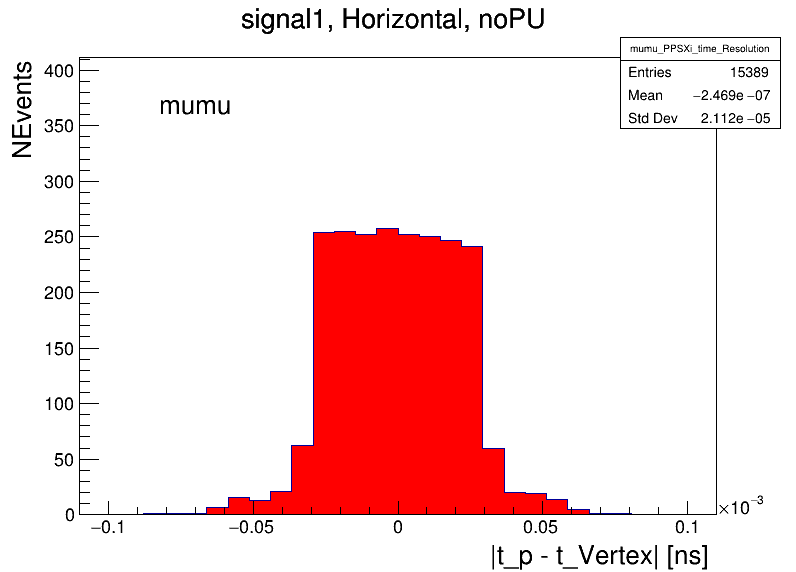 signal1, Horizontal, noPU
mumu_PPSXi_time_Resolution
Entries 15389
Mean −2.469e −07
Std Dev 2.112e −05
NEvents
mumu
400
350
300
250
200
150
100
50
0
−0.1 −0.05 0 0.05 0.1
×10−3
|t_p - t_Vertex| [ns]